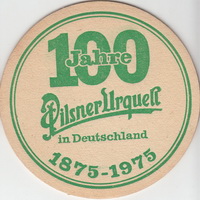 100
Jahre
Pilsner Urquell
in Deutschland
1875-1975